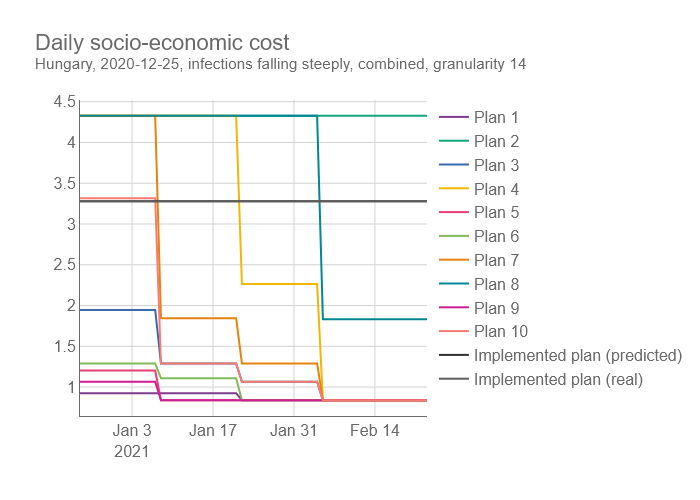 Daily socio-economic cost
Hungary, 2020-12-25, infections falling steeply, combined, granularity 14
4.5
4
3.5
3
2.5
2
1.5
1
Jan 3
2021
Jan 17
Jan 31
Feb 14
Plan 1
Plan 2
Plan 3
Plan 4
Plan 5
Plan 6
Plan 7
Plan 8
Plan 9
Plan 10
Implemented plan (predicted)
Implemented plan (real)